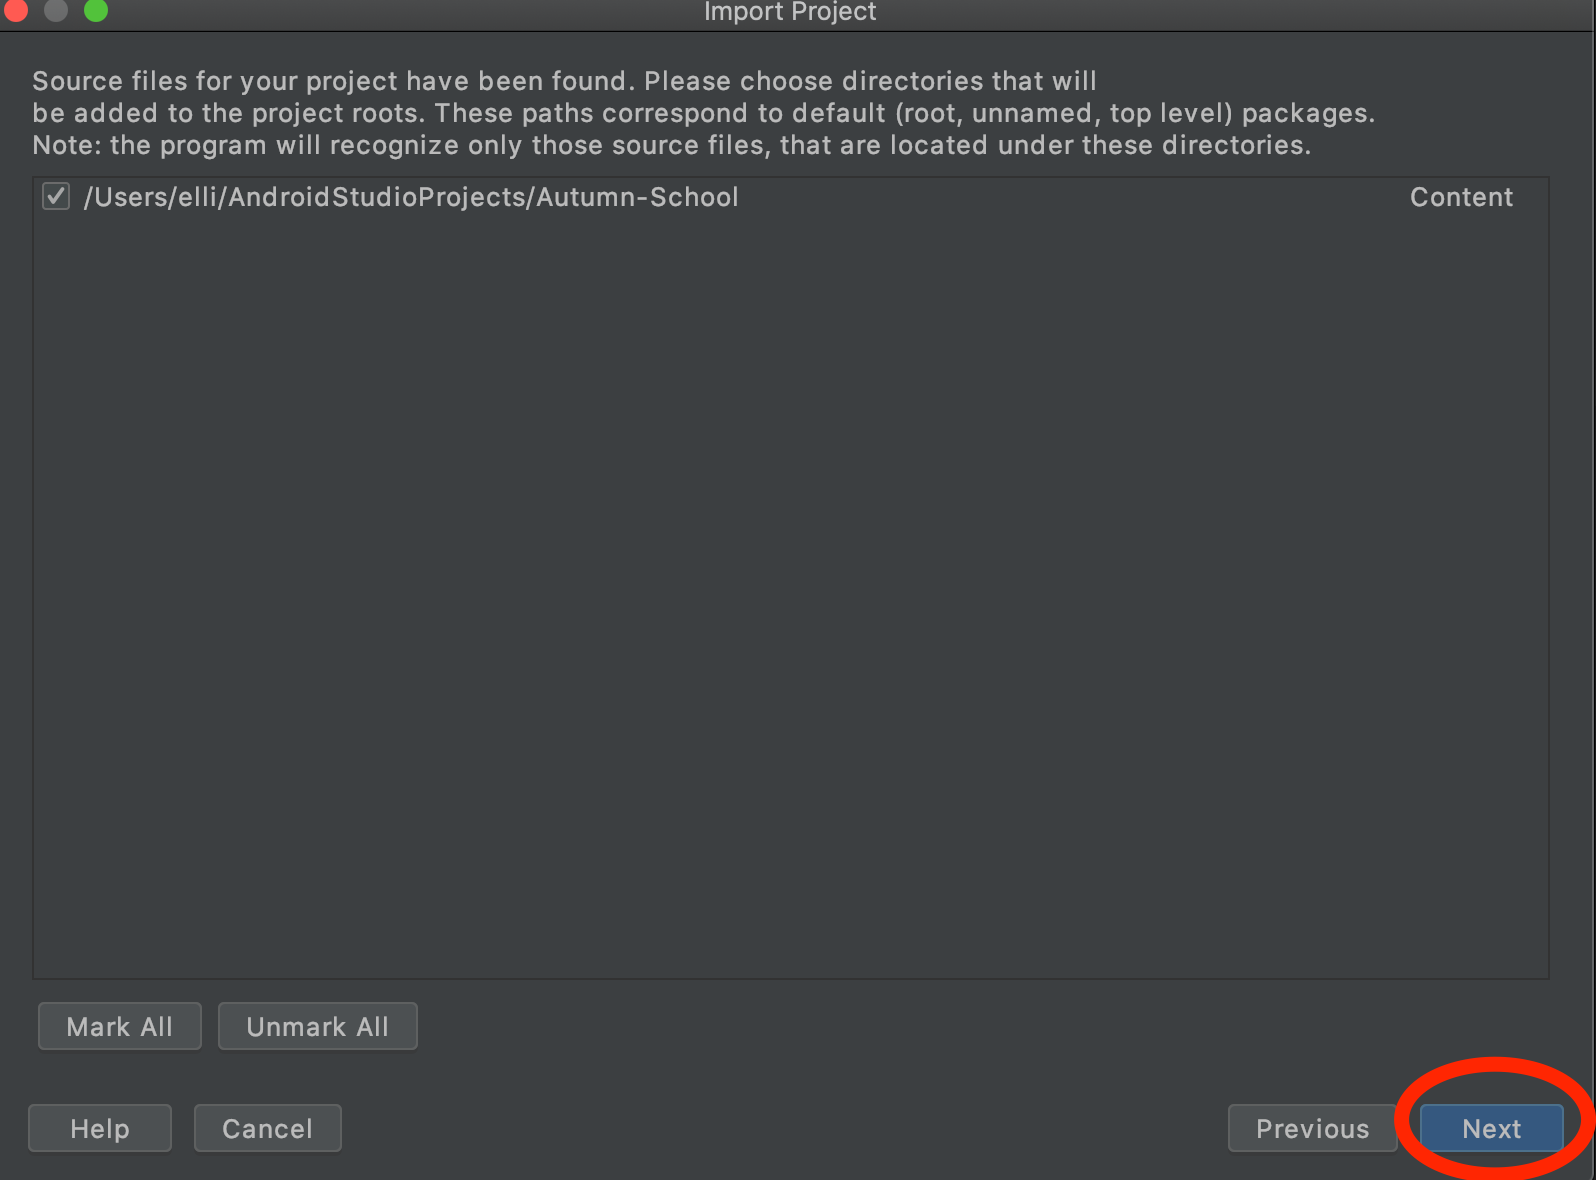 Import Project
Source files for your project have been found. Please choose directories that will
be added to the project roots. These paths correspond to default (root, unnamed, top level) packages.
Note: the program will recognize only those source files, that are located under these directories.
/Users/elli/AndroidStudioProjects/Autumn-School Content
Mark All Unmark All
Help Cancel Previous Next